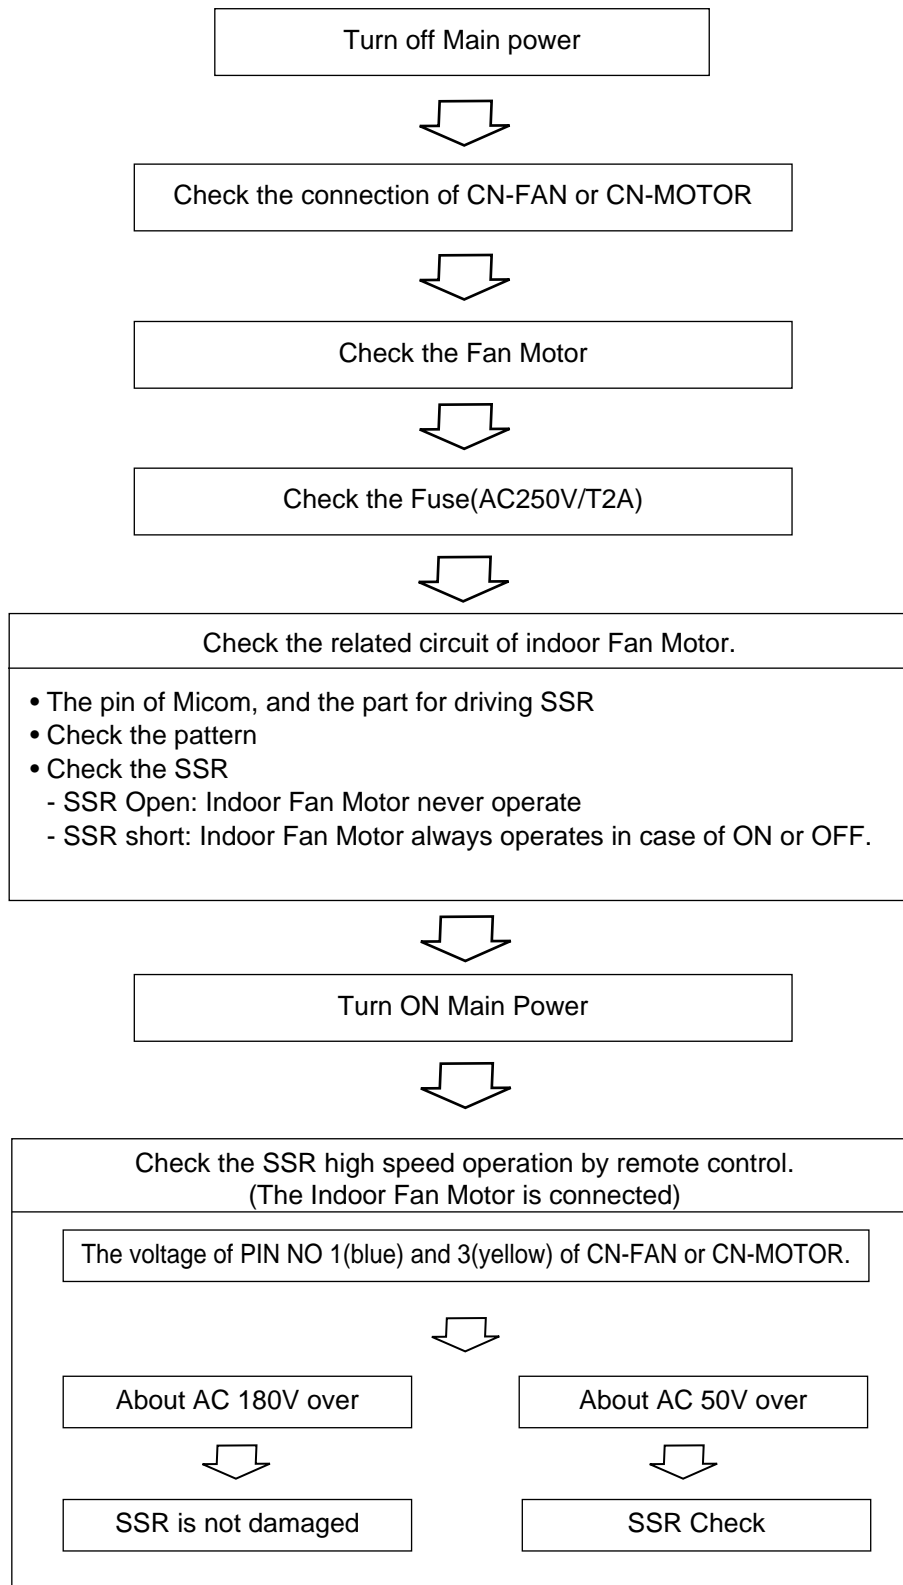 Turn off Main power
Check the connection of CN-FAN or CN-MOTOR
Check the Fan Motor
Check the Fuse(AC250V/T2A)
Check the related circuit of indoor Fan Motor.
• The pin of Micom, and the part for driving SSR
• Check the pattern
• Check the SSR
- SSR Open: Indoor Fan Motor never operate
- SSR short: Indoor Fan Motor always operates in case of ON or OFF.
Turn ON Main Power
Check the SSR high speed operation by remote control.
(The Indoor Fan Motor is connected)
The voltage of PIN NO 1(blue) and 3(yellow) of CN-FAN or CN-MOTOR.
About AC 180V over
About AC 50V over
SSR is not damaged
SSR Check